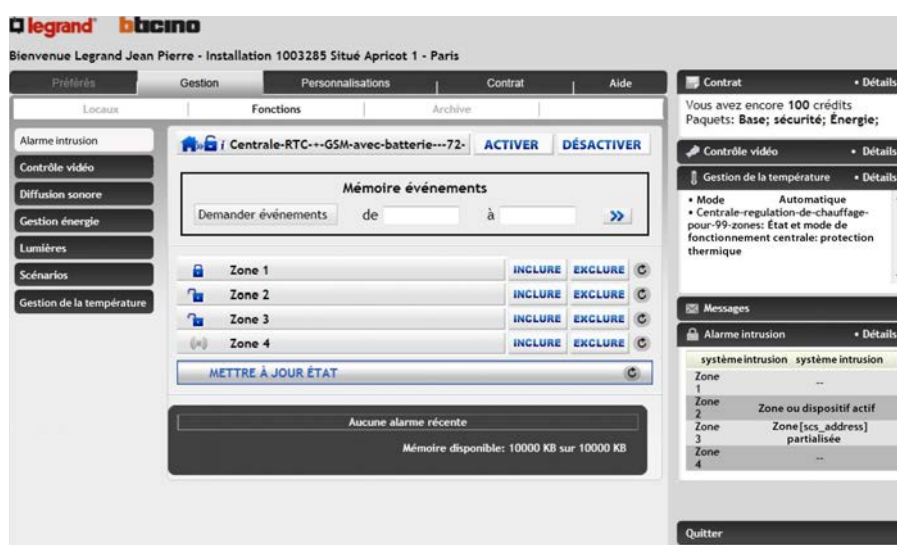 legrand bticino
Bienvenue Legrand Jean Pierre - Installation 1003285 Situé Apricot 1 - Paris
Préférés Gestion Personnalisations Contrat Aide
Locaux Fonctions Archive
Alarme intrusion
Contrôle vidéo
Diffusion sonore
Gestion énergie
Lumières
Scénarios
Gestion de la température
i Centrale-RTC-+-GSM-avec-batterie---72- ACTIVER DÉSACTIVER
Mémoire événements
Demander événements de à »
Zone 1 INCLURE EXCLURE
Zone 2 INCLURE EXCLURE
Zone 3 INCLURE EXCLURE
Zone 4 INCLURE EXCLURE
METTRE À JOUR ÉTAT
Aucune alarme récente
Mémoire disponible: 10000 KB sur 10000 KB
Contrat • Détails
Vous avez encore 100 crédits
Paquets: Base; sécurité; Énergie;
Contrôle vidéo • Détails
Gestion de la température • Détails
• Mode Automatique
• Centrale-regulation-de-chauffage-
pour-99-zones: État et mode de
fonctionnement centrale: protection
thermique
Messages
Alarme intrusion • Détails
système intrusion système intrusion
Zone
1 --
Zone
2 Zone ou dispositif actif
Zone Zone[scs_address]
3 partialisée
Zone
4 --
Quitter